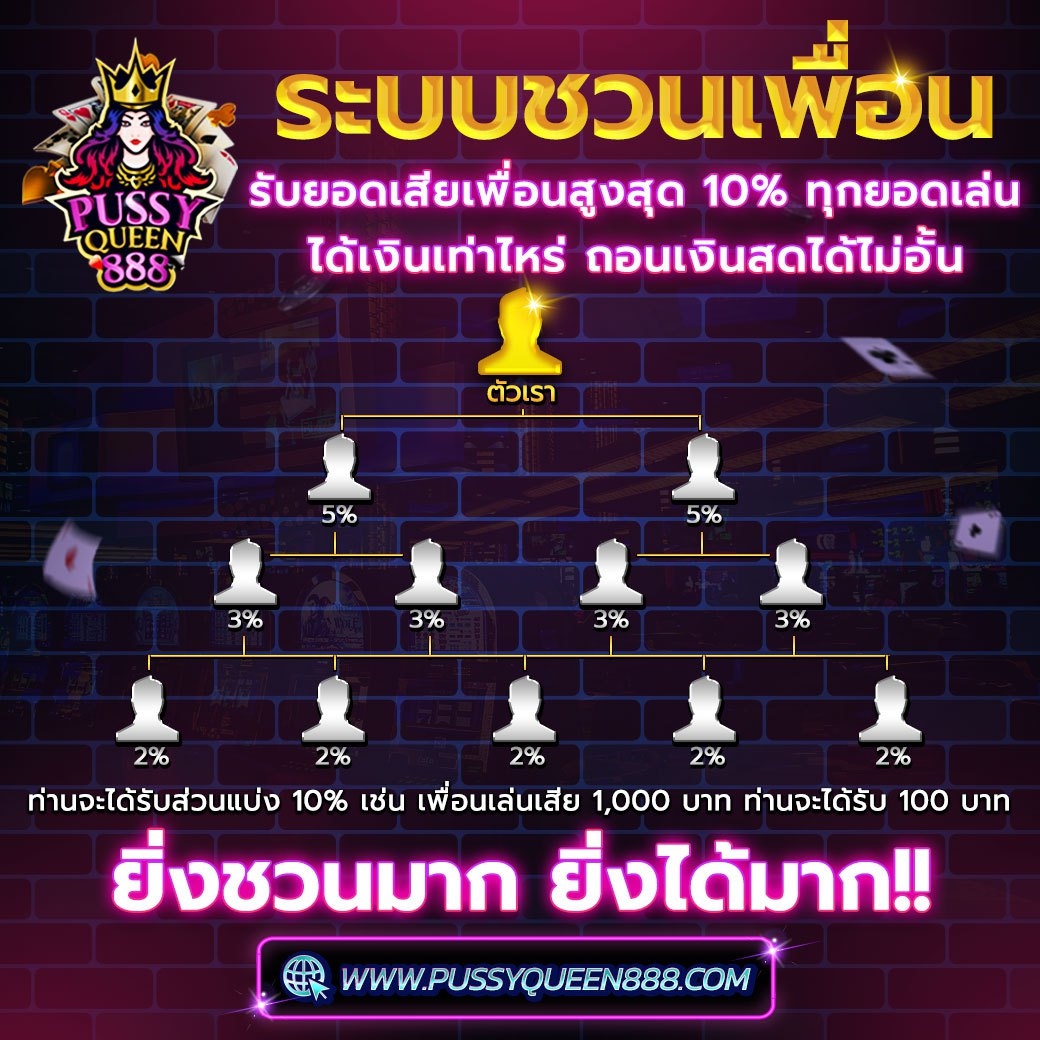 PUSSY
QUEEN
888
ระบบชวนเพื่อน
รับยอดเสียเพื่อนสูงสุด 10% ทุกยอดเล่น
ได้เงินเท่าไหร่ ถอนเงินสดได้ไม่อั้น
ตัวเรา
5% 5%
3% 3% 3% 3%
2% 2% 2% 2% 2%
ท่านจะได้รับส่วนแบ่ง 10% เช่น เพื่อนเล่นเสีย 1,000 บาท ท่านจะได้รับ 100 บาท
ยิ่งชวนมาก ยิ่งได้มาก!!
WWW.PUSSYQUEEN888.COM